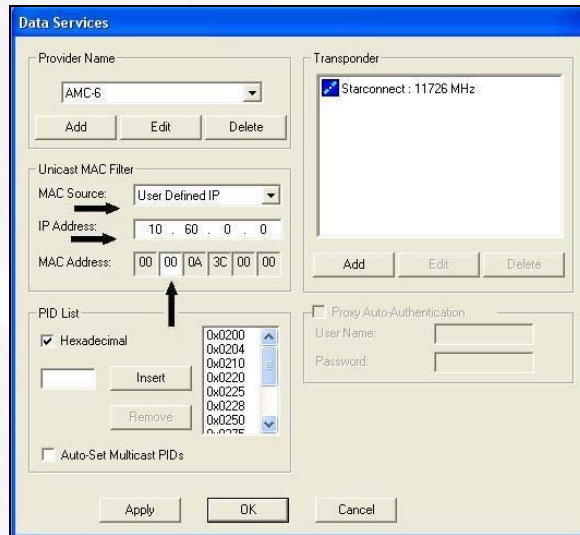 Data Services
Provider Name
AMC-6
Add Edit Delete
Unicast MAC Filter
MAC Source: User Defined IP
IP Address: 10 . 60 . 0 . 0
MAC Address: 00 00 0A 3C 00 00
PID List
Hexadecimal
0x0200
0x0204
0x0210
0x0220
0x0225
0x0228
0x0250
0x0275
Insert
Remove
Auto-Set Multicast PIDs
Transponder
Starconnect : 11726 MHz
Add Edit Delete
Proxy Auto-Authentication
User Name:
Password:
Apply OK Cancel